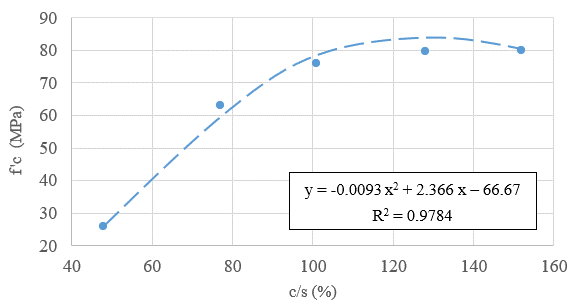 90
80
70
60
50
40
30
20
f'c (MPa)
y = -0.0093 x² + 2.366 x – 66.67
R² = 0.9784
40 60 80 100 120 140 160
c/s (%)